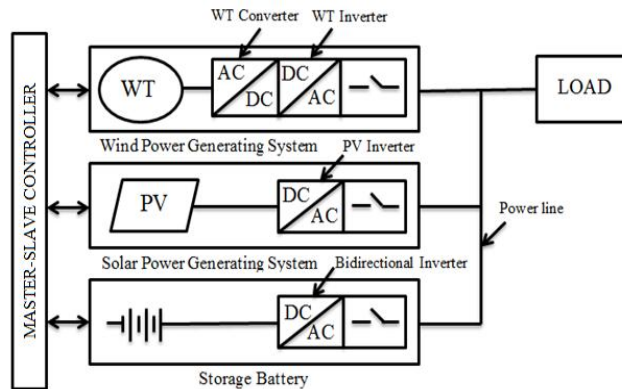 WT Converter
WT Inverter
MASTER-SLAVE CONTROLLER
WT
AC
DC
DC
AC
LOAD
Wind Power Generating System
PV Inverter
PV
DC
AC
Power line
Solar Power Generating System
Bidirectional Inverter
DC
AC
Storage Battery